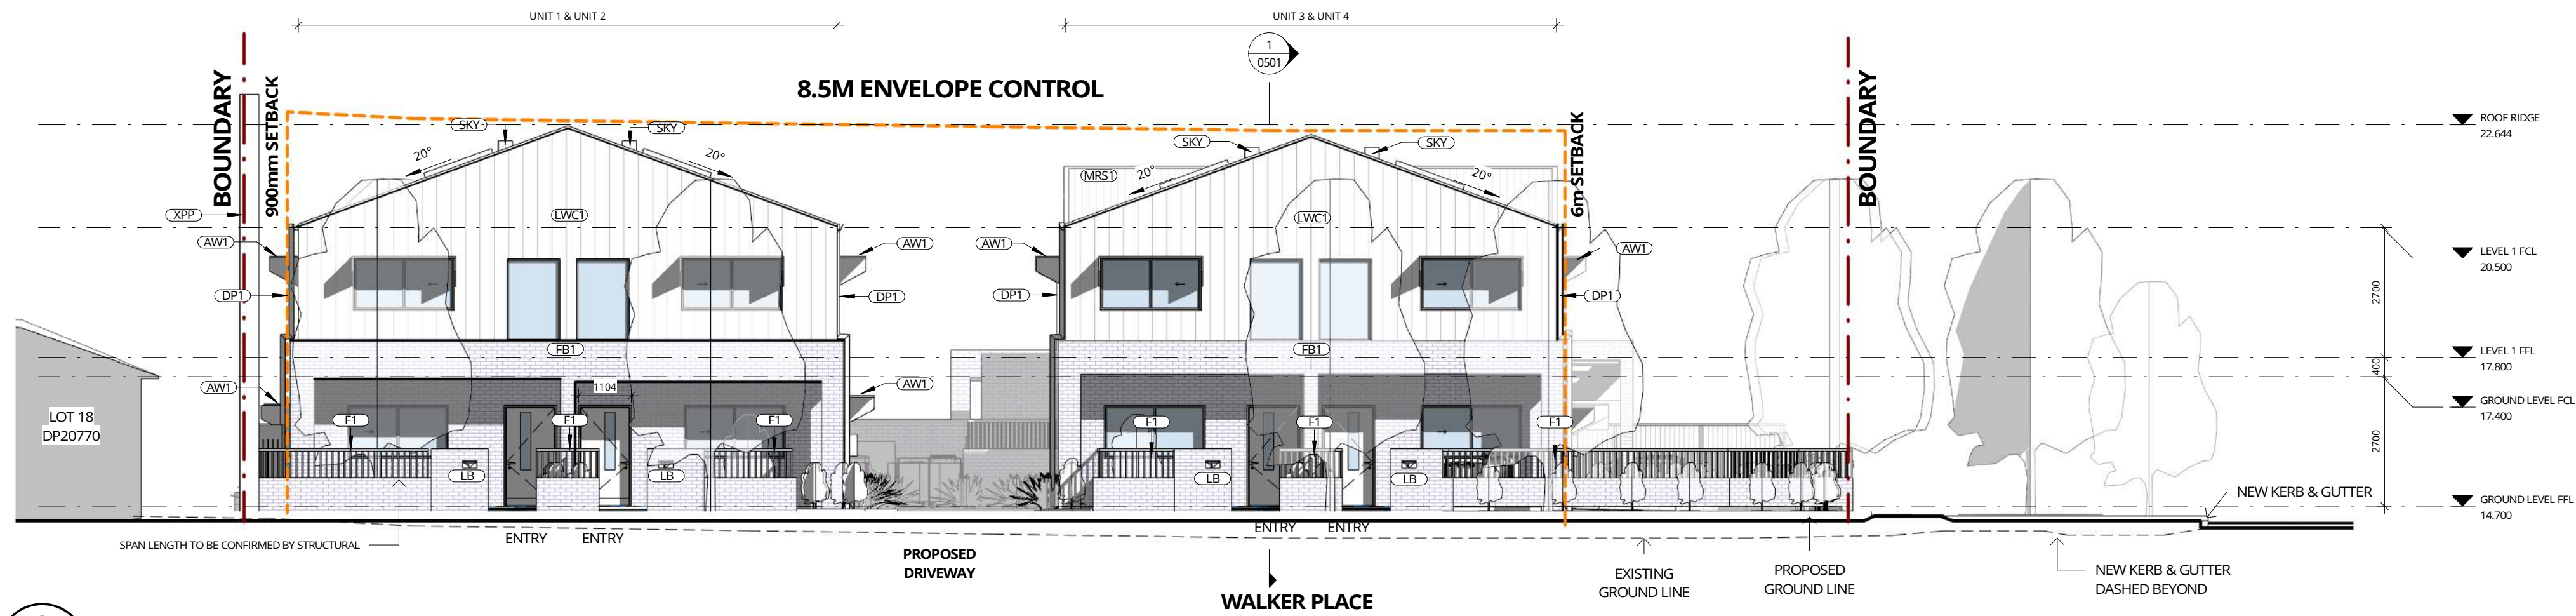 UNIT 1 & UNIT 2
UNIT 3 & UNIT 4
1
0501
8.5M ENVELOPE CONTROL
BOUNDARY
900mm SETBACK
6m SETBACK
BOUNDARY
SKY
SKY
SKY
SKY
20°
20°
20°
20°
MRS1
XPP
LWC1
LWC1
AW1
AW1
AW1
AW1
DP1
DP1
DP1
DP1
FB1
FB1
AW1
AW1
1104
F1
F1
F1
F1
F1
F1
LB
LB
LB
LB
LOT 18
DP20770
ROOF RIDGE
22.644
LEVEL 1 FCL
20.500
2700
LEVEL 1 FFL
17.800
400
GROUND LEVEL FCL
17.400
2700
GROUND LEVEL FFL
14.700
NEW KERB & GUTTER
SPAN LENGTH TO BE CONFIRMED BY STRUCTURAL
ENTRY
ENTRY
ENTRY
ENTRY
PROPOSED
DRIVEWAY
WALKER PLACE
EXISTING
GROUND LINE
PROPOSED
GROUND LINE
NEW KERB & GUTTER
DASHED BEYOND